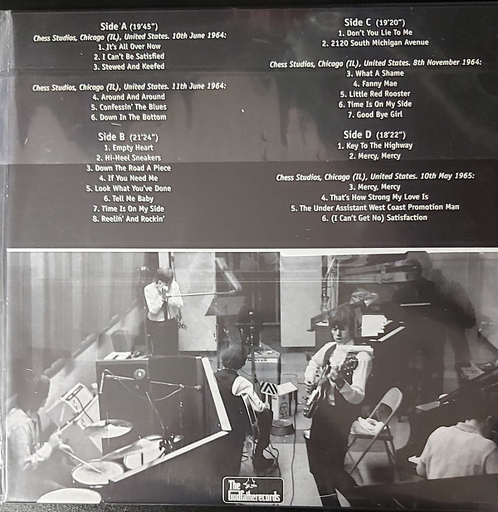 Side A (19'45")
Chess Studios, Chicago (IL), United States. 10th June 1964:
1. It's All Over Now
2. I Can't Be Satisfied
3. Stewed And Keefed
Chess Studios, Chicago (IL), United States. 11th June 1964:
4. Around And Around
5. Confessin' The Blues
6. Down In The Bottom
Side B (21'24")
1. Empty Heart
2. Hi-Heel Sneakers
3. Down The Road A Piece
4. If You Need Me
5. Look What You've Done
6. Tell Me Baby
7. Time Is On My Side
8. Reelin' And Rockin'
Side C (19'20")
1. Don't You Lie To Me
2. 2120 South Michigan Avenue
Chess Studios, Chicago (IL), United States. 8th November 1964:
3. What A Shame
4. Fanny Mae
5. Little Red Rooster
6. Time Is On My Side
7. Good Bye Girl
Side D (18'22")
1. Key To The Highway
2. Mercy, Mercy
Chess Studios, Chicago (IL), United States. 10th May 1965:
3. Mercy, Mercy
4. That's How Strong My Love Is
5. The Under Assistant West Coast Promotion Man
6. (I Can't Get No) Satisfaction
The
Godfatherecords